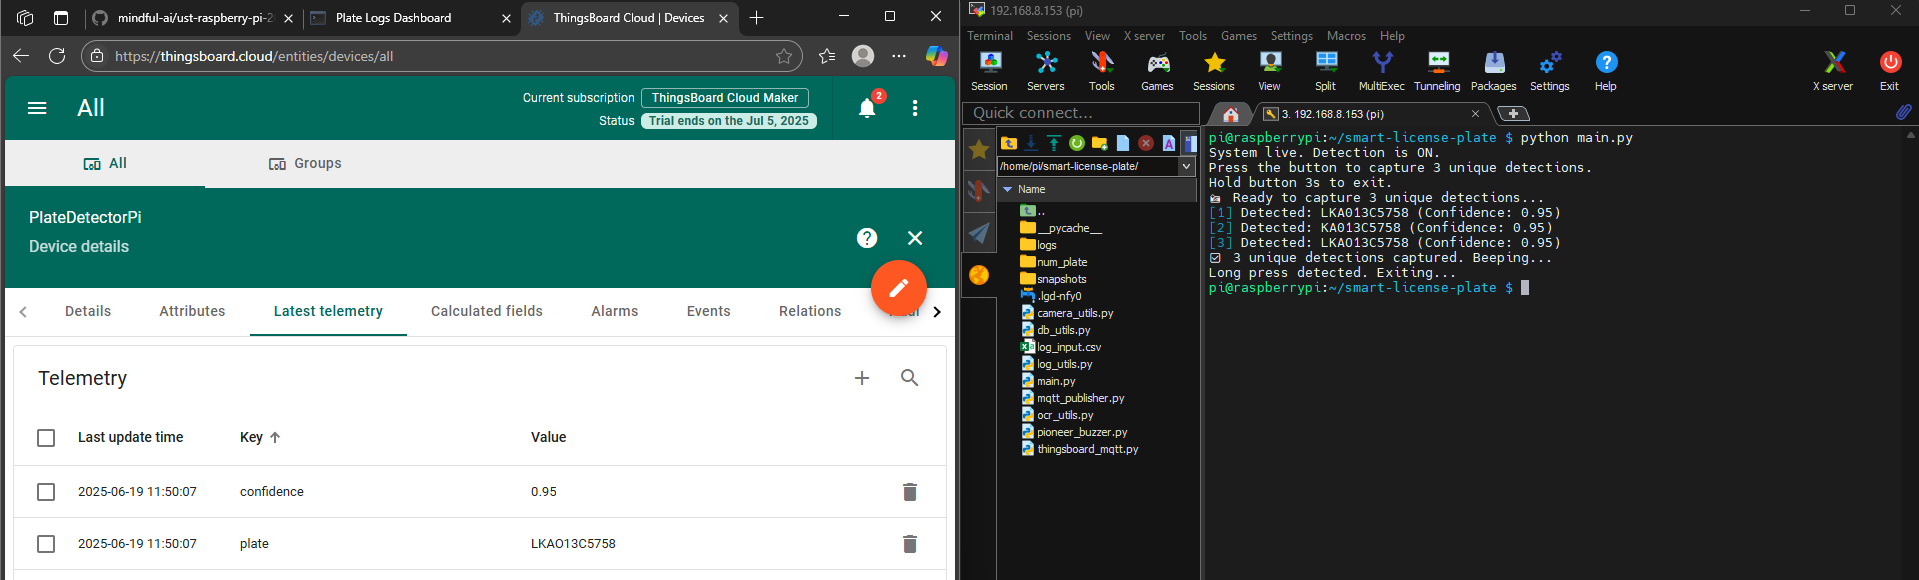 mindful-ai/ust-raspberry-pi-2
Plate Logs Dashboard
ThingsBoard Cloud | Devices
https://thingsboard.cloud/entities/devices/all
All
Current subscription ThingsBoard Cloud Maker
Status Trial ends on the Jul 5, 2025
2
All Groups
PlateDetectorPi
Device details
Details Attributes Latest telemetry Calculated fields Alarms Events Relations
Telemetry
Last update time Key Value
2025-06-19 11:50:07 confidence 0.95
2025-06-19 11:50:07 plate LKAO13C5758
192.168.8.153 (pi)
Terminal Sessions View X server Tools Games Settings Macros Help
Session Servers Tools Games Sessions View Split MultiExec Tunneling Packages Settings Help X server Exit
Quick connect...
3. 192.168.8.153 (pi)
/home/pi/smart-license-plate/
Name
..
__pycache__
logs
num_plate
snapshots
.lgd-nfy0
camera_utils.py
db_utils.py
log_input.csv
log_utils.py
main.py
mqtt_publisher.py
ocr_utils.py
pioneer_buzzer.py
thingsboard_mqtt.py
pi@raspberrypi:~/smart-license-plate $ python main.py
System live. Detection is ON.
Press the button to capture 3 unique detections.
Hold button 3s to exit.
Ready to capture 3 unique detections...
[1] Detected: LKA013C5758 (Confidence: 0.95)
[2] Detected: KA013C5758 (Confidence: 0.95)
[3] Detected: LKAO13C5758 (Confidence: 0.95)
3 unique detections captured. Beeping...
Long press detected. Exiting...
pi@raspberrypi:~/smart-license-plate $